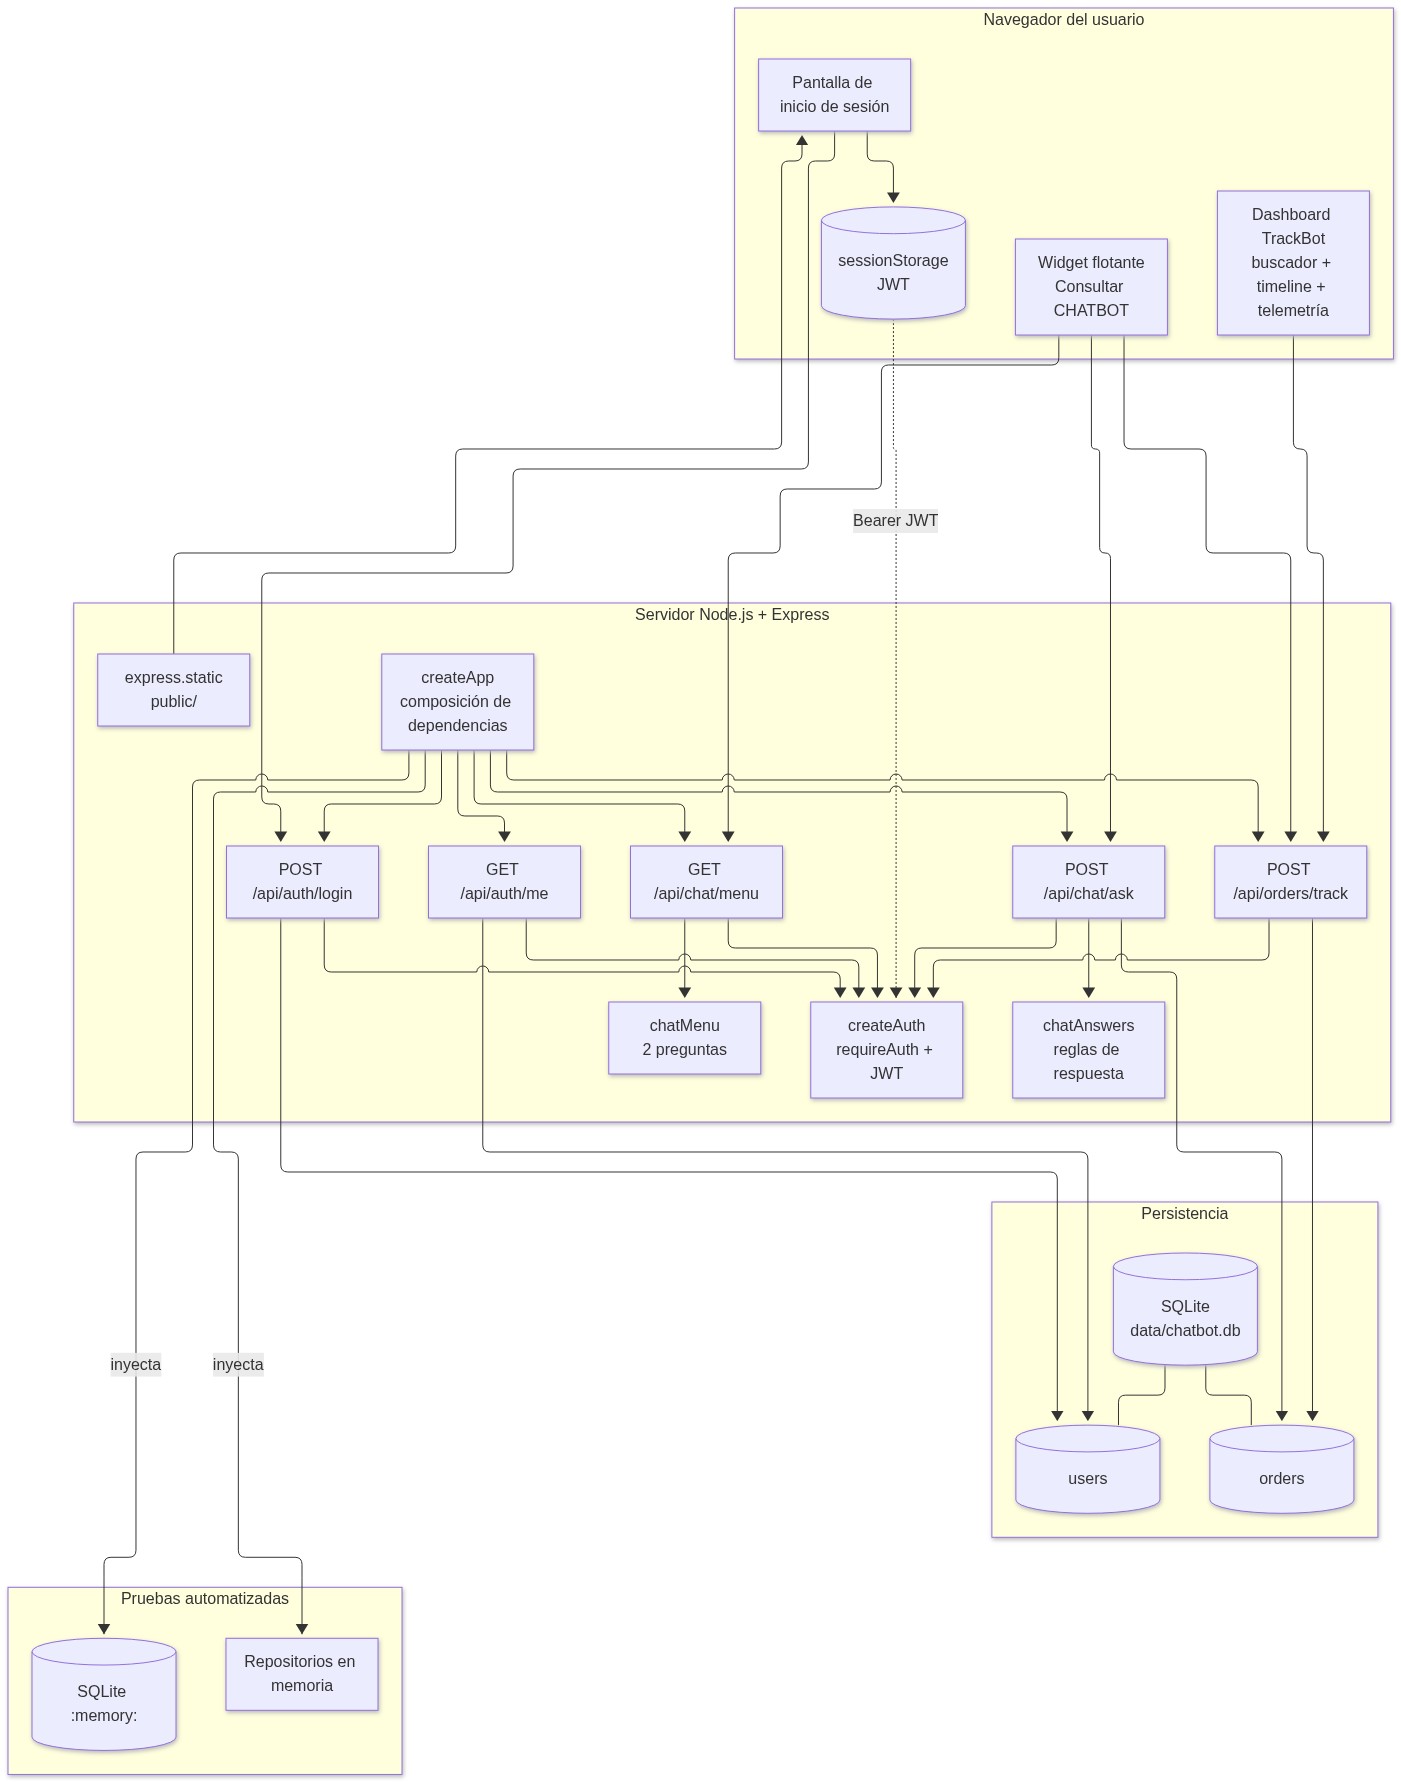 Navegador del usuario
Pantalla de
inicio de sesión
sessionStorage
JWT
Widget flotante
Consultar
CHATBOT
Dashboard
TrackBot
buscador +
timeline +
telemetría
Bearer JWT
Servidor Node.js + Express
express.static
public/
createApp
composición de
dependencias
POST
/api/auth/login
GET
/api/auth/me
GET
/api/chat/menu
POST
/api/chat/ask
POST
/api/orders/track
chatMenu
2 preguntas
createAuth
requireAuth +
JWT
chatAnswers
reglas de
respuesta
Persistencia
SQLite
data/chatbot.db
users
orders
inyecta
inyecta
Pruebas automatizadas
SQLite
:memory:
Repositorios en
memoria